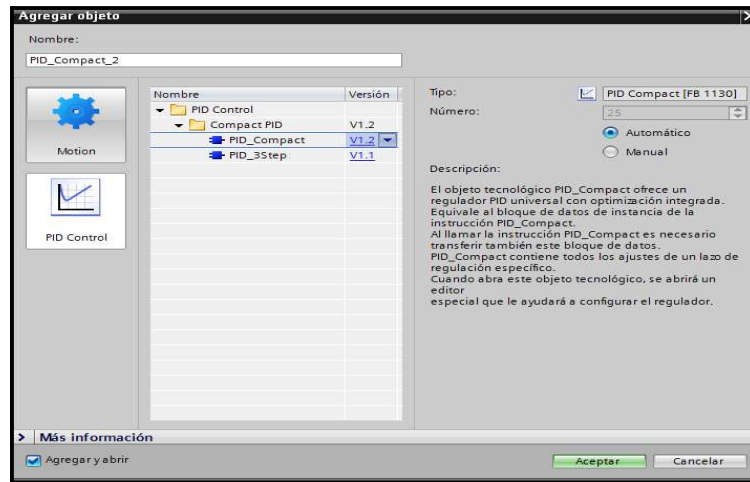 Agregar objeto
Nombre:
PID_Compact_2
Motion
PID Control
Nombre Versión
PID Control
Compact PID V1.2
PID_Compact V1.2
PID_3Step V1.1
Tipo: PID Compact [FB 1130]
Número: 25
Automático
Manual
Descripción:
El objeto tecnológico PID_Compact ofrece un
regulador PID universal con optimización integrada.
Equivale al bloque de datos de instancia de la
instrucción PID_Compact.
Al llamar la instrucción PID_Compact es necesario
transferir también este bloque de datos.
PID_Compact contiene todos los ajustes de un lazo de
regulación específico.
Cuando abra este objeto tecnológico, se abrirá un
editor
especial que le ayudará a configurar el regulador.
Más información
Agregar y abrir
Aceptar Cancelar